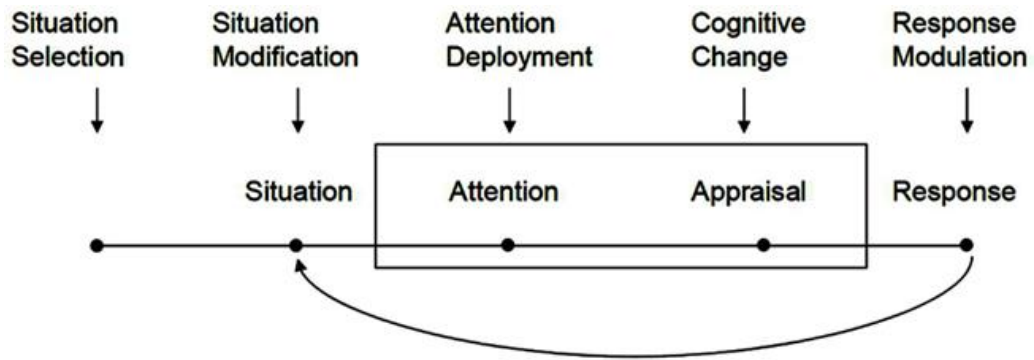 Situation
Selection
Situation
Modification
Attention
Deployment
Cognitive
Change
Response
Modulation
Situation
Attention
Appraisal
Response